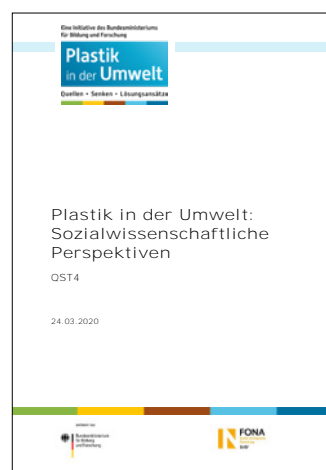 Eine Initiative des Bundesministeriums
für Bildung und Forschung
Plastik
in der Umwelt
Quellen • Senken • Lösungsansätze
Plastik in der Umwelt:
Sozialwissenschaftliche
Perspektiven
QST4
24.03.2020
Bundesministerium
für Bildung
und Forschung
FONA
BMBF